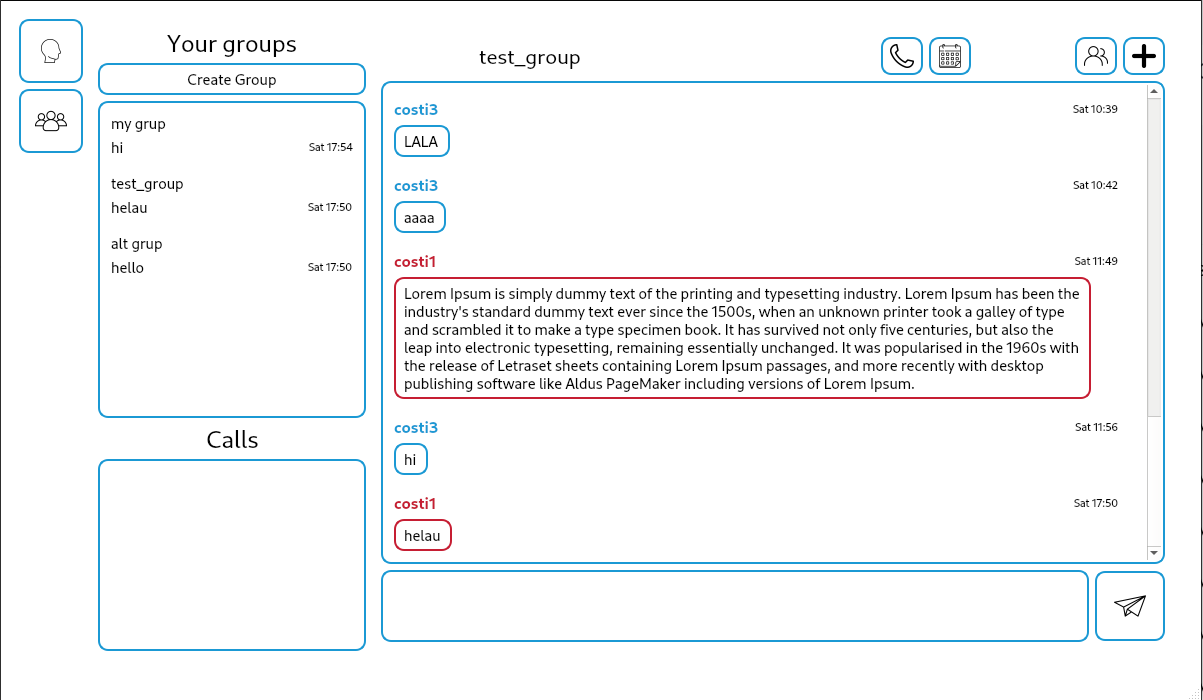 Your groups
Create Group
my grup
hi Sat 17:54
test_group
helau Sat 17:50
alt grup
hello Sat 17:50
Calls
test_group
costi3 Sat 10:39
LALA
costi3 Sat 10:42
aaaa
costi1 Sat 11:49
Lorem Ipsum is simply dummy text of the printing and typesetting industry. Lorem Ipsum has been the
industry's standard dummy text ever since the 1500s, when an unknown printer took a galley of type
and scrambled it to make a type specimen book. It has survived not only five centuries, but also the
leap into electronic typesetting, remaining essentially unchanged. It was popularised in the 1960s with
the release of Letraset sheets containing Lorem Ipsum passages, and more recently with desktop
publishing software like Aldus PageMaker including versions of Lorem Ipsum.
costi3 Sat 11:56
hi
costi1 Sat 17:50
helau